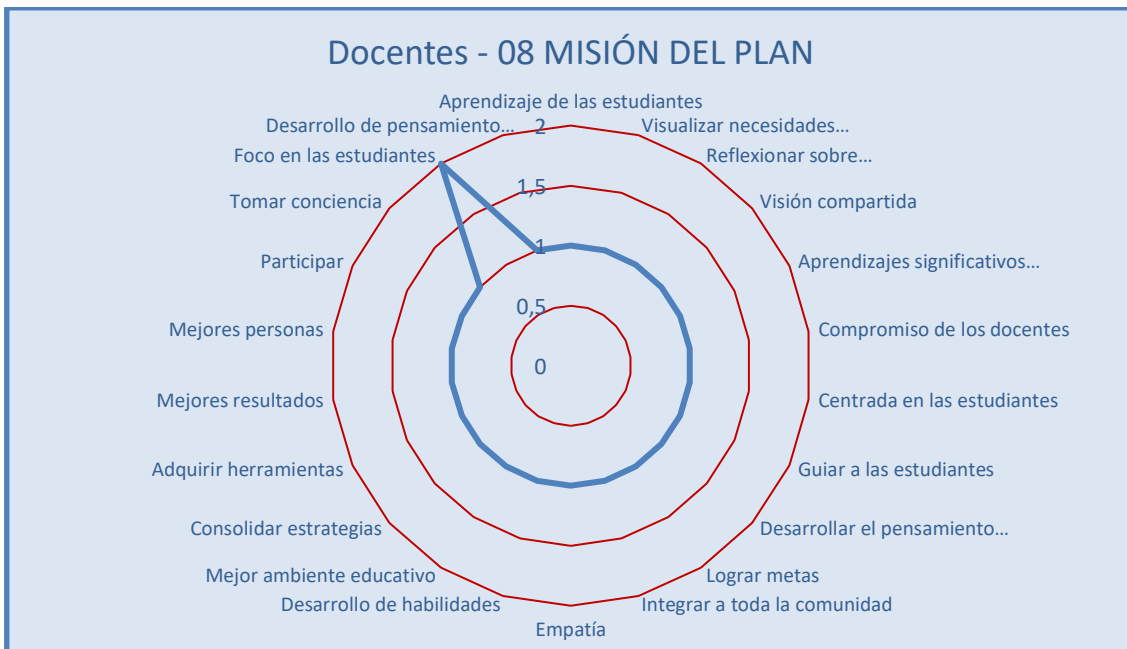 Docentes - 08 MISIÓN DEL PLAN
Aprendizaje de las estudiantes
Visualizar necesidades...
Reflexionar sobre...
Visión compartida
Aprendizajes significativos...
Compromiso de los docentes
Centrada en las estudiantes
Guiar a las estudiantes
Desarrollar el pensamiento...
Lograr metas
Integrar a toda la comunidad
Empatía
Desarrollo de habilidades
Mejor ambiente educativo
Consolidar estrategias
Adquirir herramientas
Mejores resultados
Mejores personas
Participar
Tomar conciencia
Foco en las estudiantes
Desarrollo de pensamiento...
2
1,5
1
0,5
0